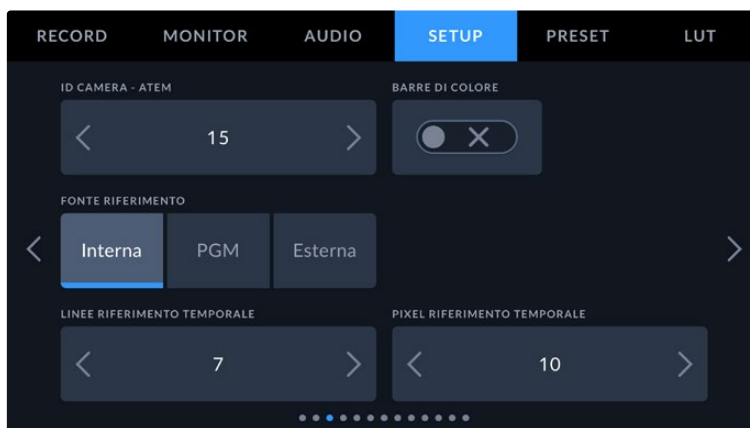 RECORD MONITOR AUDIO SETUP PRESET LUT
ID CAMERA - ATEM BARRE DI COLORE
15
FONTE RIFERIMENTO
Interna PGM Esterna
LINEE RIFERIMENTO TEMPORALE PIXEL RIFERIMENTO TEMPORALE
7 10